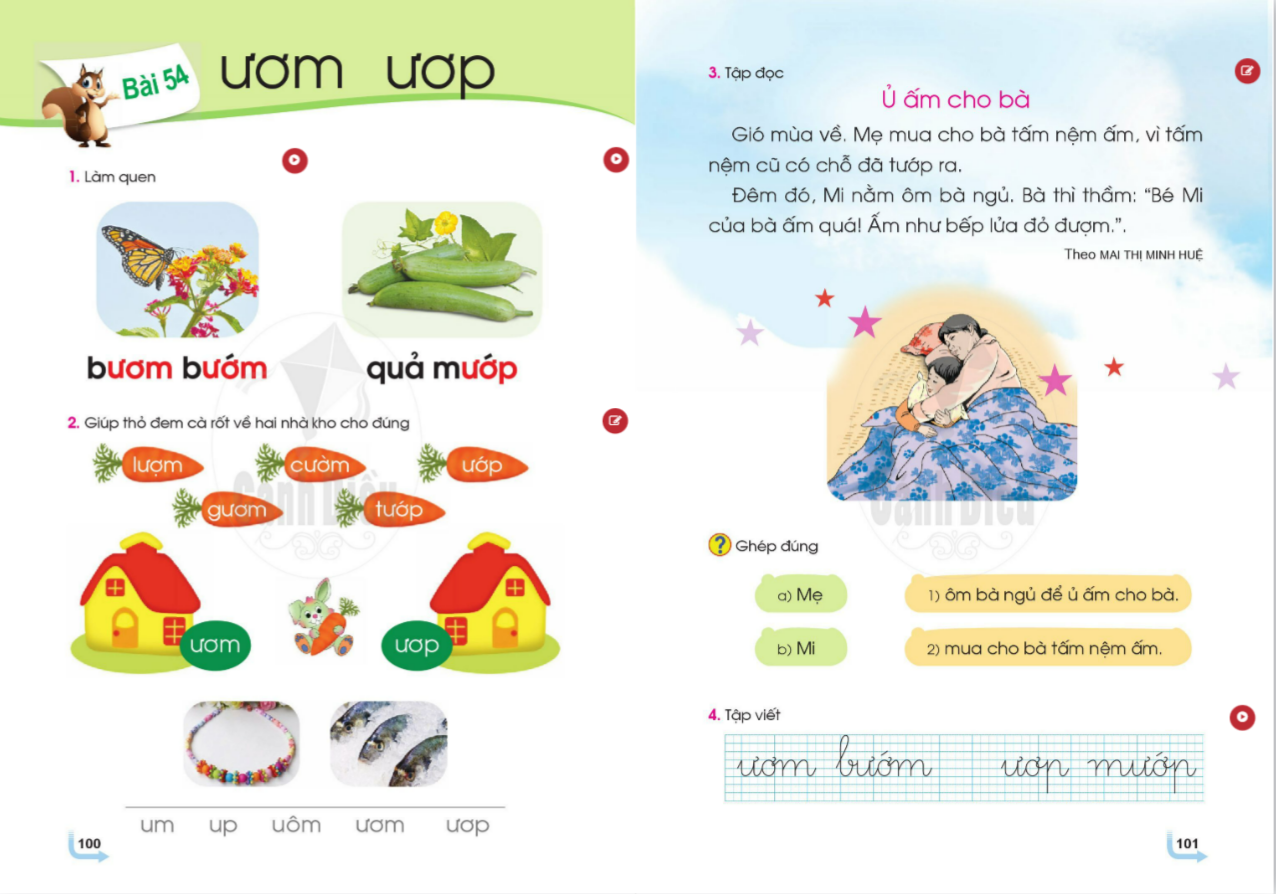 Bài 54
ươm ươp
1. Làm quen
bươm bướm
quả mướp
2. Giúp thỏ đem cà rốt về hai nhà kho cho đúng
lượm
cườm
ướp
gươm
tướp
Cánh Diều
ươm
ươp
um up uôm ươm ươp
100
3. Tập đọc
Ủ ấm cho bà
Gió mùa về. Mẹ mua cho bà tấm nệm ấm, vì tấm
nệm cũ có chỗ đã tướp ra.
Đêm đó, Mi nằm ôm bà ngủ. Bà thì thầm: “Bé Mi
của bà ấm quá! Ấm như bếp lửa đỏ đượm.”.
Theo MAI THỊ MINH HUỆ
Cánh Diều
? Ghép đúng
a) Mẹ
1) ôm bà ngủ để ủ ấm cho bà.
b) Mi
2) mua cho bà tấm nệm ấm.
4. Tập viết
ươm bướm ươp mướp
101